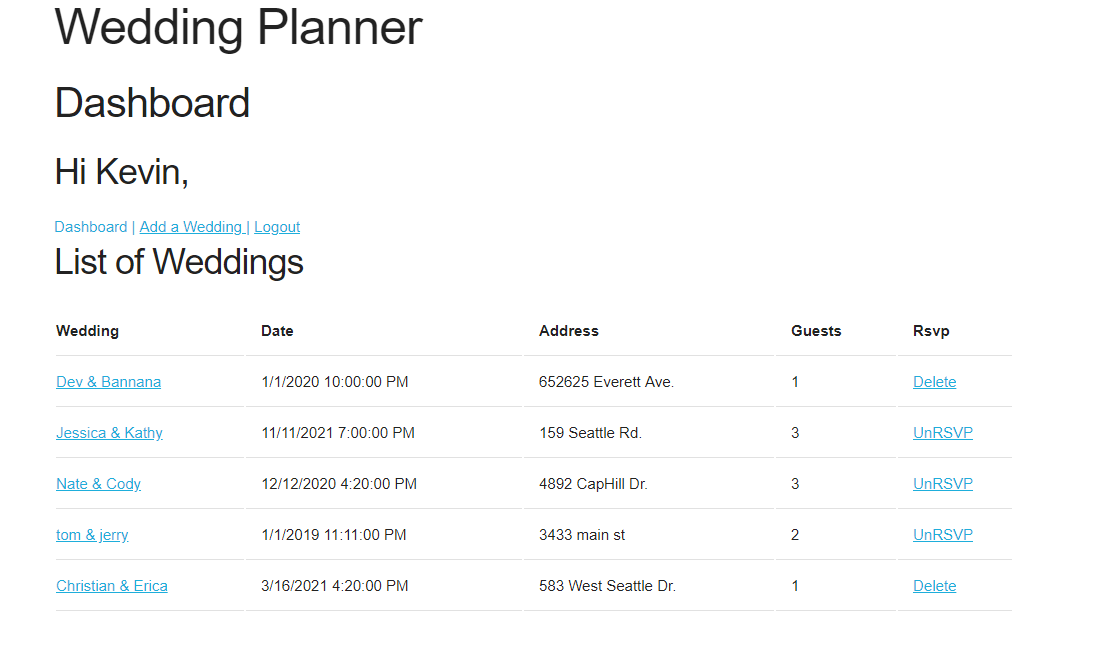 Wedding Planner
Dashboard
Hi Kevin,
Dashboard | Add a Wedding | Logout
List of Weddings
Wedding Date Address Guests Rsvp
Dev & Bannana 1/1/2020 10:00:00 PM 652625 Everett Ave. 1 Delete
Jessica & Kathy 11/11/2021 7:00:00 PM 159 Seattle Rd. 3 UnRSVP
Nate & Cody 12/12/2020 4:20:00 PM 4892 CapHill Dr. 3 UnRSVP
tom & jerry 1/1/2019 11:11:00 PM 3433 main st 2 UnRSVP
Christian & Erica 3/16/2021 4:20:00 PM 583 West Seattle Dr. 1 Delete